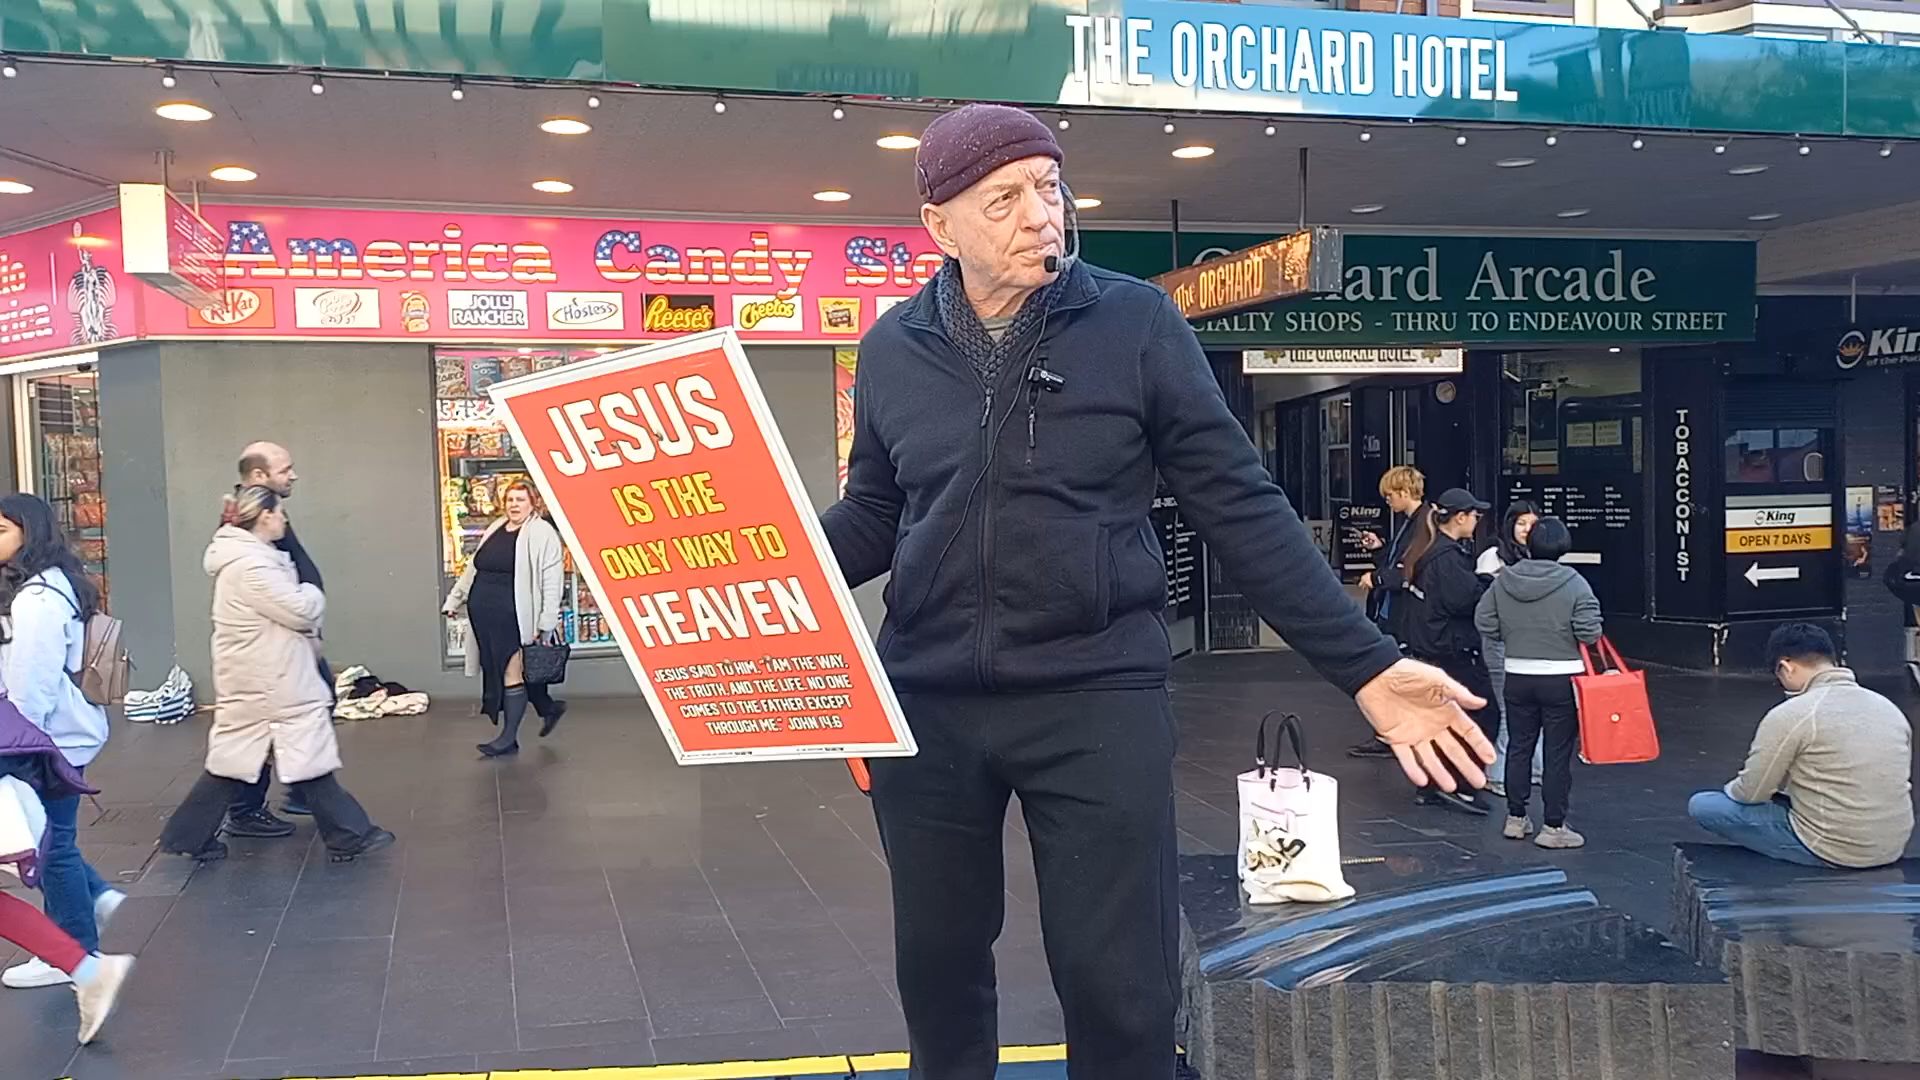 THE ORCHARD HOTEL
America Candy Sto
KitKat
JOLLY
RANCHER
Hostess
Reese's
Cheetos
The ORCHARD
ard Arcade
CIALTY SHOPS - THRU TO ENDEAVOUR STREET
THE ORCHARD HOTEL
Kin
JESUS
IS THE
ONLY WAY TO
HEAVEN
JESUS SAID TO HIM, "I AM THE WAY,
THE TRUTH, AND THE LIFE. NO ONE
COMES TO THE FATHER EXCEPT
THROUGH ME." JOHN 14:6
TOBACCONIST
King
King
OPEN 7 DAYS